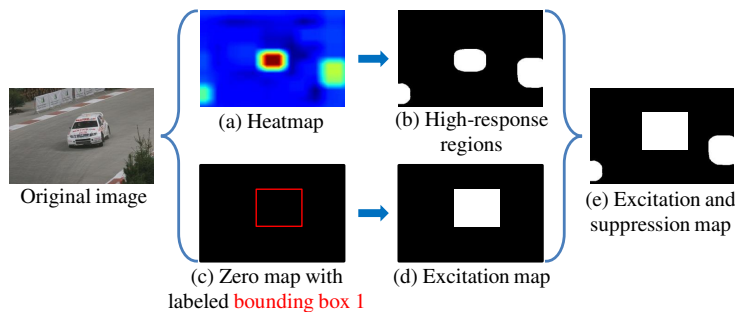 Original image
(a) Heatmap
(b) High-response
regions
(c) Zero map with
labeled bounding box 1
(d) Excitation map
(e) Excitation and
suppression map